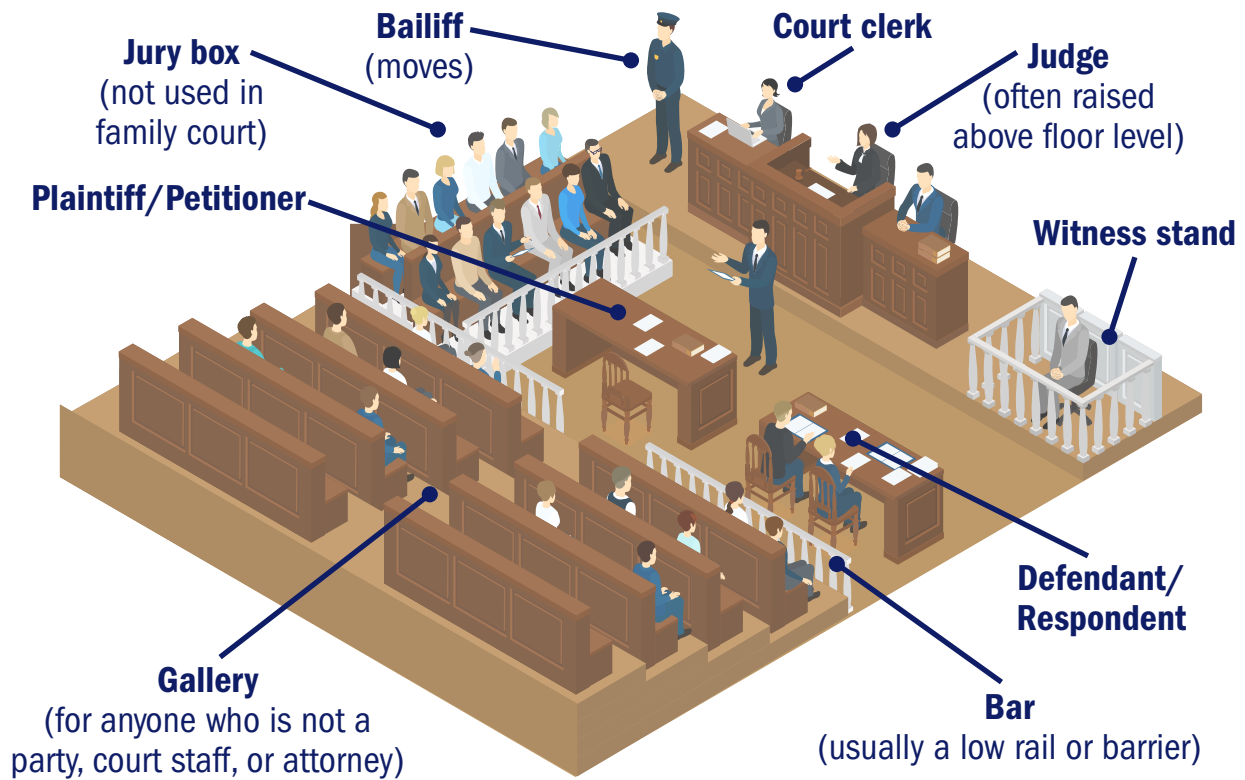 Bailiff
(moves)
Court clerk
Jury box
(not used in
family court)
Judge
(often raised
above floor level)
Plaintiff/Petitioner
Witness stand
Defendant/
Respondent
Gallery
(for anyone who is not a
party, court staff, or attorney)
Bar
(usually a low rail or barrier)